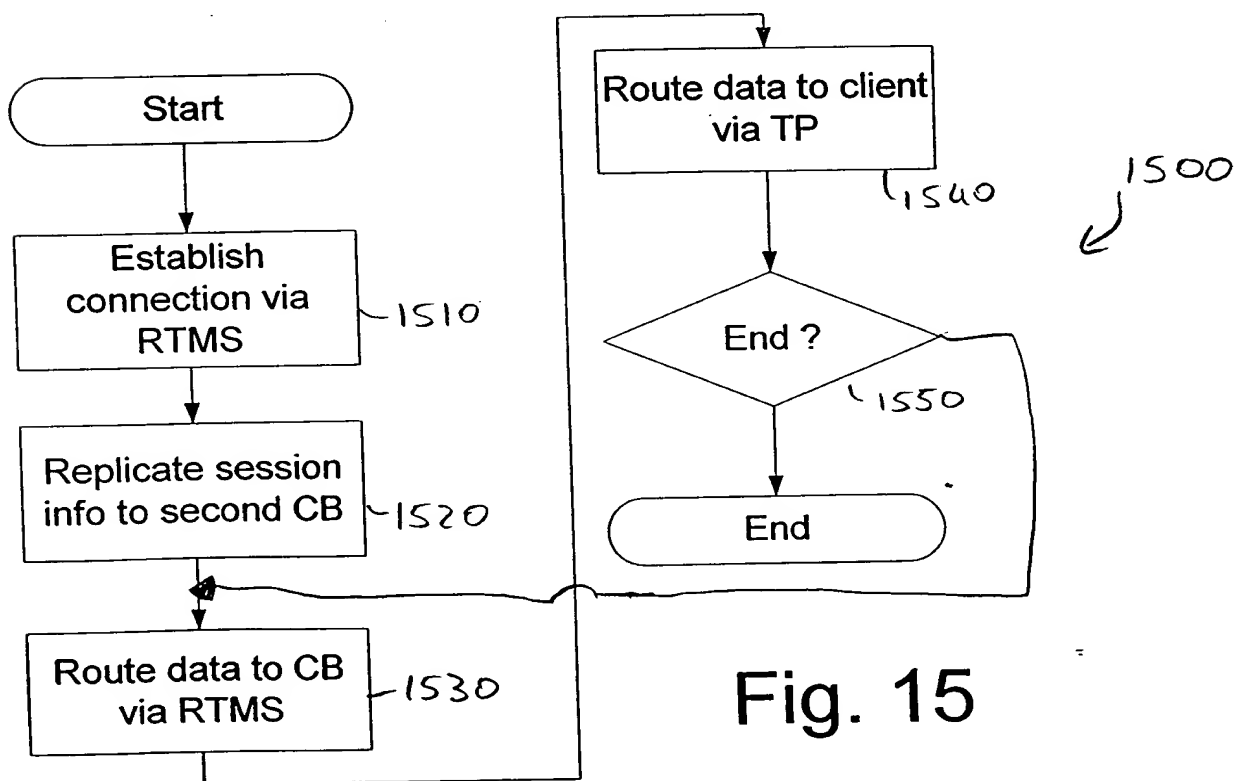 Start
Establish
connection via
RTMS
1510
Replicate session
info to second CB
1520
Route data to CB
via RTMS
1530
Route data to client
via TP
1540
End ?
1550
End
1500
Fig. 15